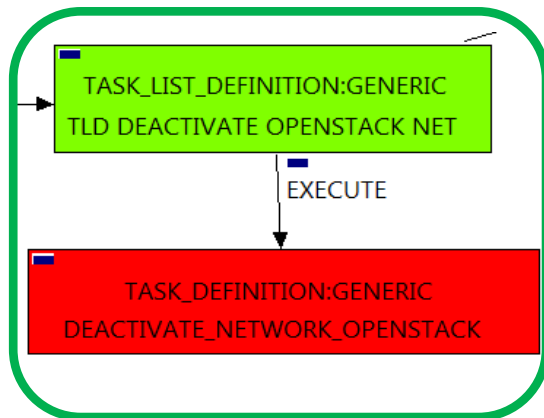 TASK_LIST_DEFINITION:GENERIC
TLD DEACTIVATE OPENSTACK NET
EXECUTE
TASK_DEFINITION:GENERIC
DEACTIVATE_NETWORK_OPENSTACK